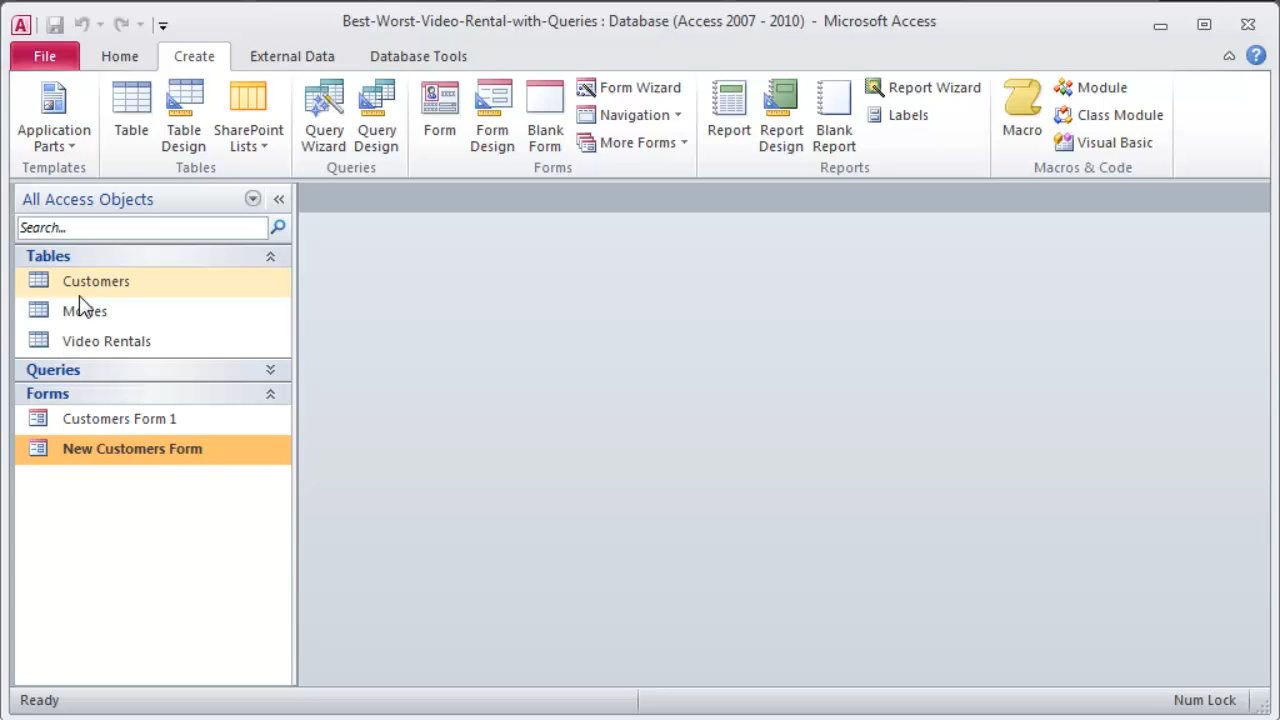 Best-Worst-Video-Rental-with-Queries : Database (Access 2007 - 2010) - Microsoft Access
File Home Create External Data Database Tools
Application Parts
Table
Table Design
SharePoint Lists
Query Wizard
Query Design
Form
Form Design
Blank Form
Form Wizard
Navigation
More Forms
Report
Report Design
Blank Report
Report Wizard
Labels
Macro
Module
Class Module
Visual Basic
Templates Tables Queries Forms Reports Macros & Code
All Access Objects
Search...
Tables
Customers
Movies
Video Rentals
Queries
Forms
Customers Form 1
New Customers Form
Ready Num Lock